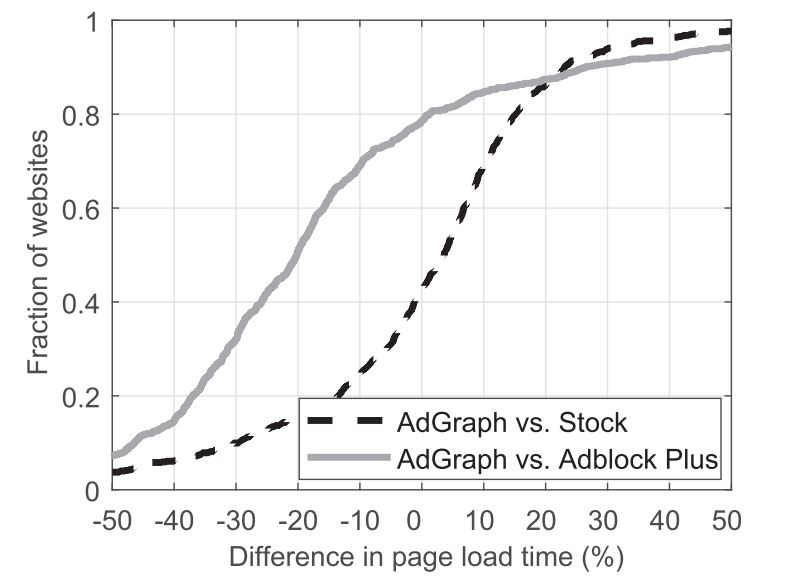 Fraction of websites
1
0.8
0.6
0.4
0.2
0
AdGraph vs. Stock
AdGraph vs. Adblock Plus
-50 -40 -30 -20 -10 0 10 20 30 40 50
Difference in page load time (%)